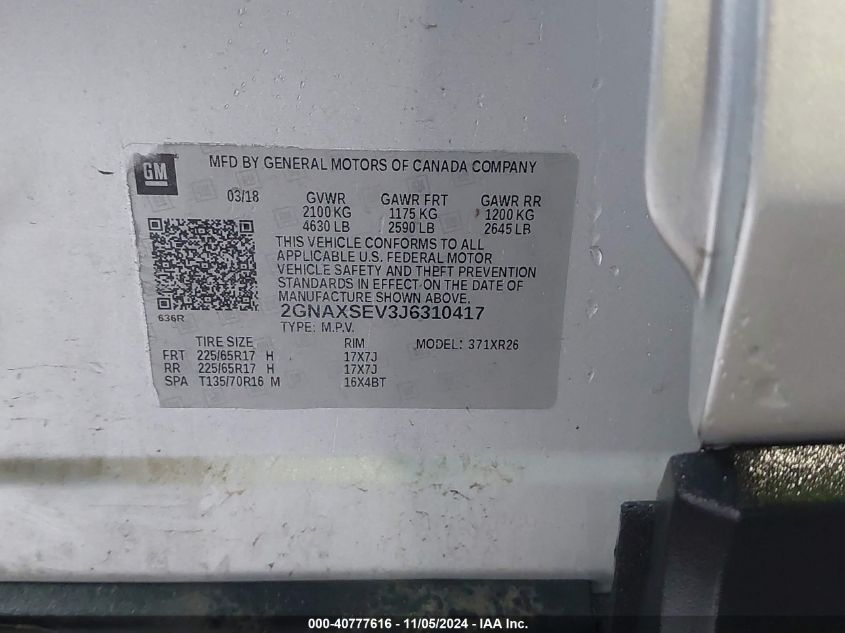 GM
MFD BY GENERAL MOTORS OF CANADA COMPANY
03/18 GVWR GAWR FRT GAWR RR
2100 KG 1175 KG 1200 KG
4630 LB 2590 LB 2645 LB
THIS VEHICLE CONFORMS TO ALL
APPLICABLE U.S. FEDERAL MOTOR
VEHICLE SAFETY AND THEFT PREVENTION
STANDARDS IN EFFECT ON THE DATE OF
MANUFACTURE SHOWN ABOVE.
636R
2GNAXSEV3J6310417
TYPE: M.P.V.
TIRE SIZE RIM MODEL: 371XR26
FRT 225/65R17 H 17X7J
RR 225/65R17 H 17X7J
SPA T135/70R16 M 16X4BT
000-40777616 - 11/05/2024 - IAA Inc.